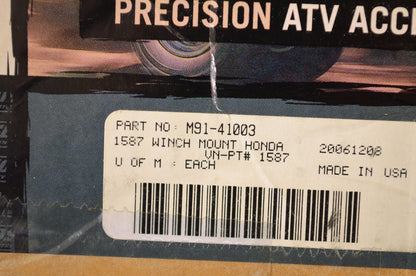 PRECISION ATV ACCE
PART NO: M91-41003
1587 WINCH MOUNT HONDA 20061208
VN-PT# 1587
U OF M : EACH MADE IN USA